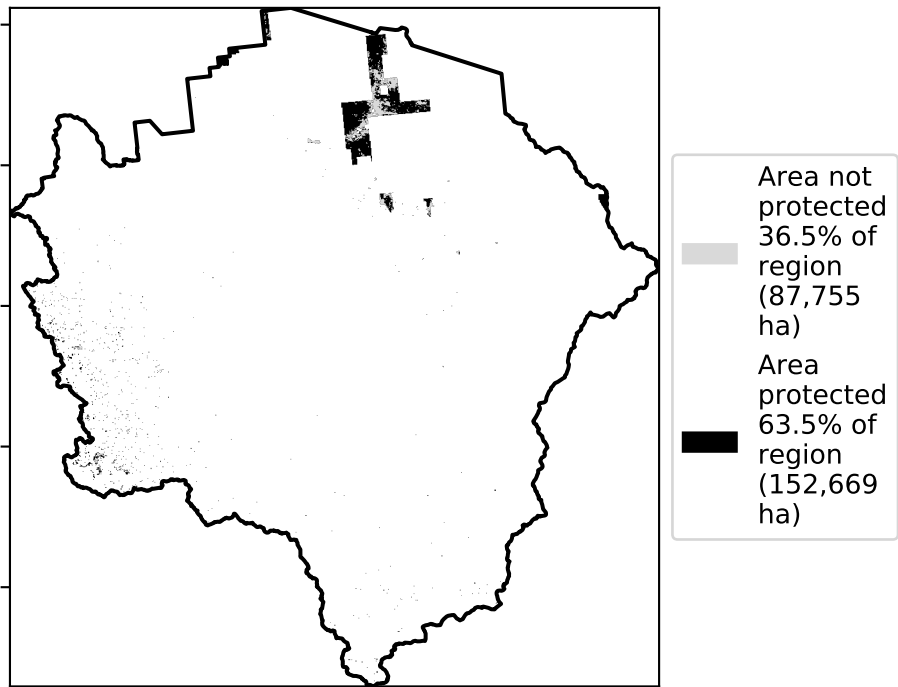 Area not
protected
36.5% of
region
(87,755
ha)
Area
protected
63.5% of
region
(152,669
ha)